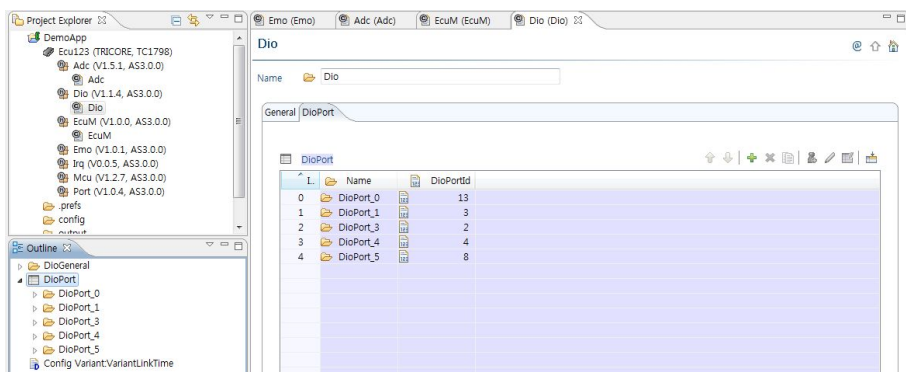 Project Explorer
DemoApp
Ecu123 (TRICORE, TC1798)
Adc (V1.5.1, AS3.0.0)
Adc
Dio (V1.1.4, AS3.0.0)
Dio
EcuM (V1.0.0, AS3.0.0)
EcuM
Emo (V1.0.1, AS3.0.0)
Irq (V0.0.5, AS3.0.0)
Mcu (V1.2.7, AS3.0.0)
Port (V1.0.4, AS3.0.0)
.prefs
config
output
Outline
DioGeneral
DioPort
DioPort_0
DioPort_1
DioPort_3
DioPort_4
DioPort_5
Config Variant:VariantLinkTime
Emo (Emo) Adc (Adc) EcuM (EcuM) Dio (Dio)
Dio
Name Dio
General DioPort
DioPort
I.. Name DioPortId
0 DioPort_0 13
1 DioPort_1 3
2 DioPort_3 2
3 DioPort_4 4
4 DioPort_5 8